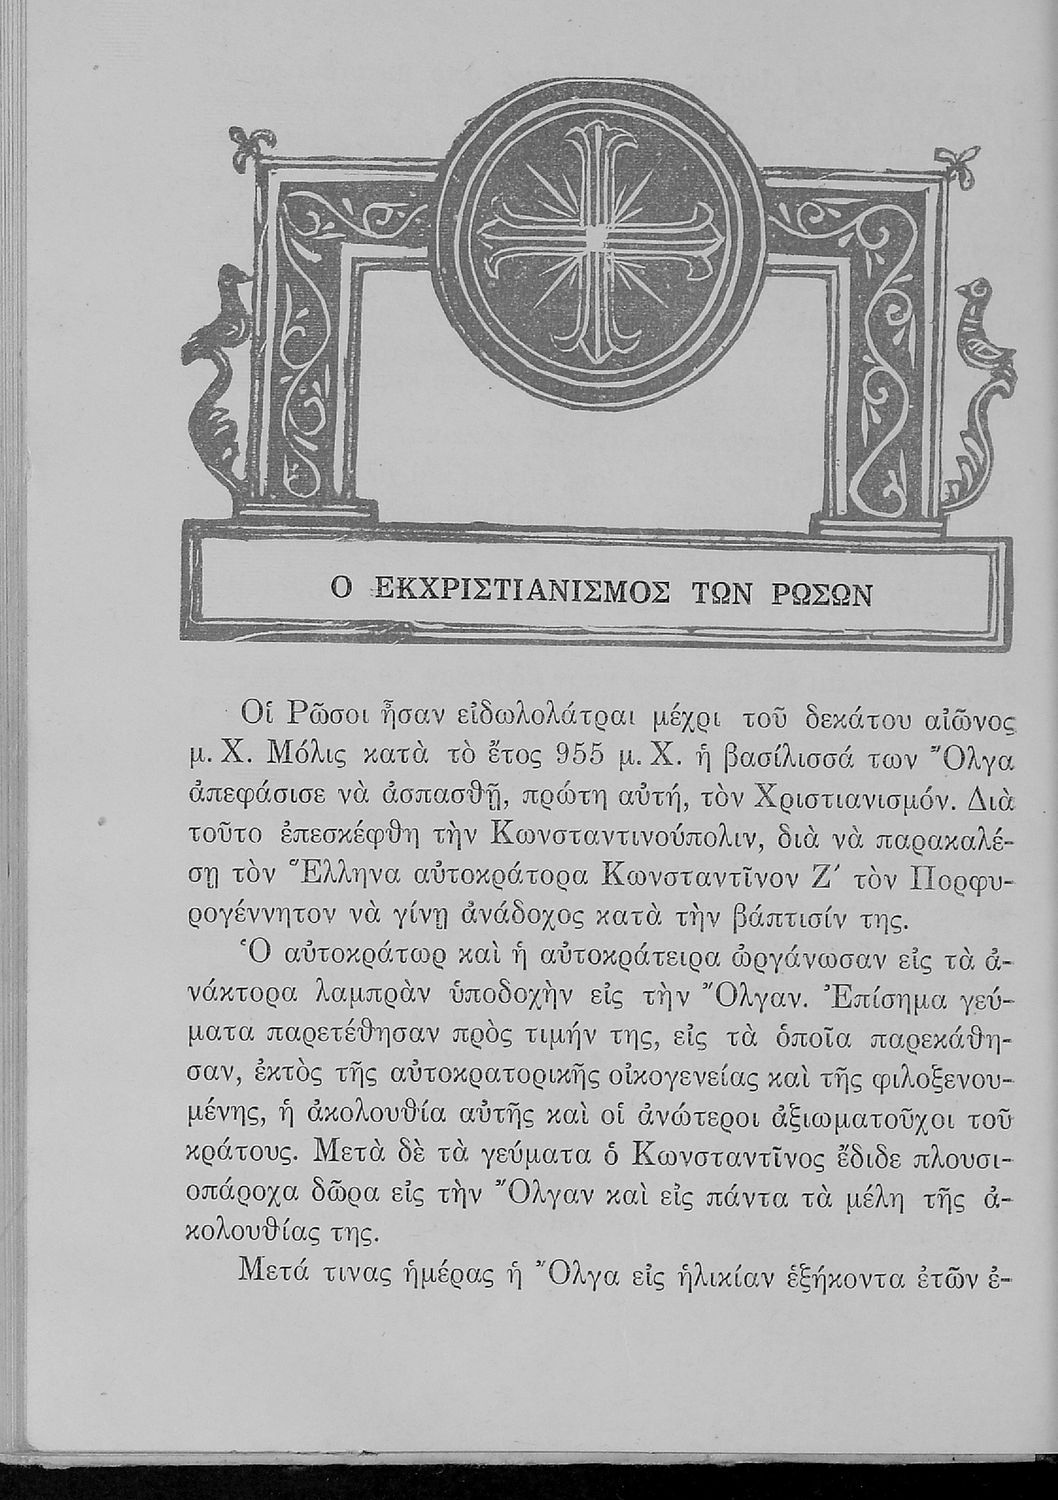 Ο ΕΚΧΡΙΣΤΙΑΝΙΣΜΟΣ ΤΩΝ ΡΩΣΩΝ
Οἱ Ρῶσοι ἦσαν εἰδωλολάτραι μέχρι τοῦ δεκάτου αἰῶνος
μ. Χ. Μόλις κατὰ τὸ ἔτος 955 μ. Χ. ἡ βασίλισσά των Ὄλγα
ἀπεφάσισε νὰ ἀσπασθῇ, πρώτη αὐτή, τὸν Χριστιανισμόν. Διὰ
τοῦτο ἐπεσκέφθη τὴν Κωνσταντινούπολιν, διὰ νὰ παρακαλέ-
σῃ τὸν Ἕλληνα αὐτοκράτορα Κωνσταντῖνον Ζ΄ τὸν Πορφυ-
ρογέννητον νὰ γίνῃ ἀνάδοχος κατὰ τὴν βάπτισίν της.
Ὁ αὐτοκράτωρ καὶ ἡ αὐτοκράτειρα ὠργάνωσαν εἰς τὰ ἀ-
νάκτορα λαμπρὰν ὑποδοχὴν εἰς τὴν Ὄλγαν. Ἐπίσημα γεύ-
ματα παρετέθησαν πρὸς τιμήν της, εἰς τὰ ὁποῖα παρεκάθη-
σαν, ἐκτὸς τῆς αὐτοκρατορικῆς οἰκογενείας καὶ τῆς φιλοξενου-
μένης, ἡ ἀκολουθία αὐτῆς καὶ οἱ ἀνώτεροι ἀξιωματοῦχοι τοῦ
κράτους. Μετὰ δὲ τὰ γεύματα ὁ Κωνσταντῖνος ἔδιδε πλουσι-
οπάροχα δῶρα εἰς τὴν Ὄλγαν καὶ εἰς πάντα τὰ μέλη τῆς ἀ-
κολουθίας της.
Μετά τινας ἡμέρας ἡ Ὄλγα εἰς ἡλικίαν ἑξήκοντα ἐτῶν ἐ-